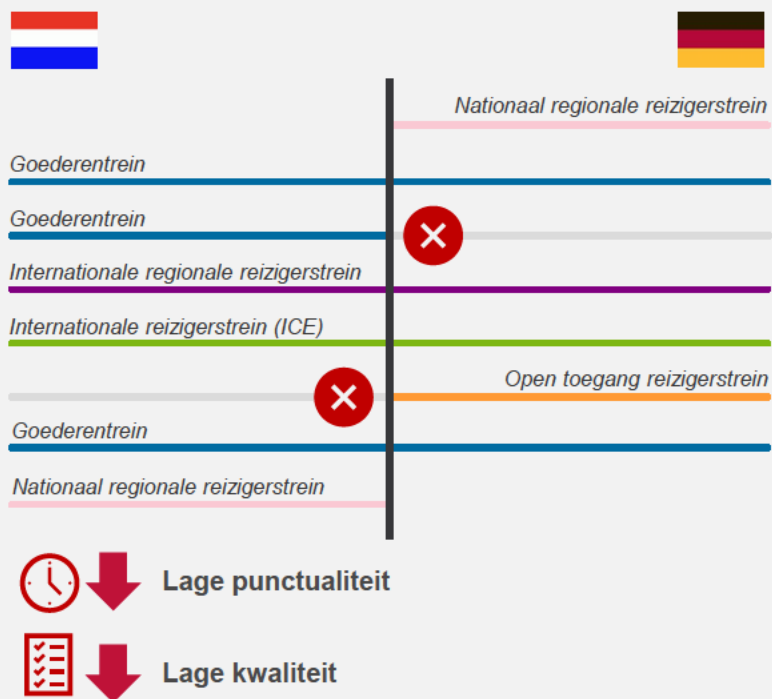 Nationaal regionale reizigerstrein
Goederentrein
Goederentrein
Internationale regionale reizigerstrein
Internationale reizigerstrein (ICE)
Open toegang reizigerstrein
Goederentrein
Nationaal regionale reizigerstrein
Lage punctualiteit
Lage kwaliteit